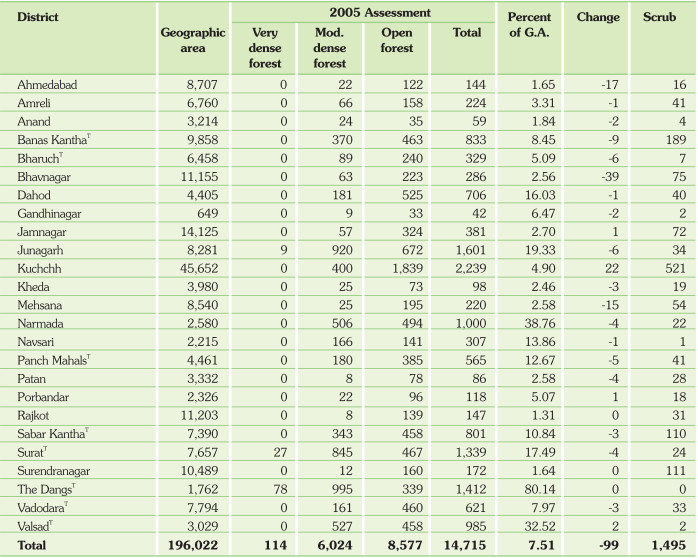 District Geographic area 2005 Assessment Percent of G.A. Change Scrub
Very dense forest Mod. dense forest Open forest Total
Ahmedabad 8,707 0 22 122 144 1.65 -17 16
Amreli 6,760 0 66 158 224 3.31 -1 41
Anand 3,214 0 24 35 59 1.84 -2 4
Banas Kantha^T 9,858 0 370 463 833 8.45 -9 189
Bharuch^T 6,458 0 89 240 329 5.09 -6 7
Bhavnagar 11,155 0 63 223 286 2.56 -39 75
Dahod 4,405 0 181 525 706 16.03 -1 40
Gandhinagar 649 0 9 33 42 6.47 -2 2
Jamnagar 14,125 0 57 324 381 2.70 1 72
Junagarh 8,281 9 920 672 1,601 19.33 -6 34
Kuchchh 45,652 0 400 1,839 2,239 4.90 22 521
Kheda 3,980 0 25 73 98 2.46 -3 19
Mehsana 8,540 0 25 195 220 2.58 -15 54
Narmada 2,580 0 506 494 1,000 38.76 -4 22
Navsari 2,215 0 166 141 307 13.86 -1 1
Panch Mahals^T 4,461 0 180 385 565 12.67 -5 41
Patan 3,332 0 8 78 86 2.58 -4 28
Porbandar 2,326 0 22 96 118 5.07 1 18
Rajkot 11,203 0 8 139 147 1.31 0 31
Sabar Kantha^T 7,390 0 343 458 801 10.84 -3 110
Surat^T 7,657 27 845 467 1,339 17.49 -4 24
Surendranagar 10,489 0 12 160 172 1.64 0 111
The Dangs^T 1,762 78 995 339 1,412 80.14 0 0
Vadodara^T 7,794 0 161 460 621 7.97 -3 33
Valsad^T 3,029 0 527 458 985 32.52 2 2
Total 196,022 114 6,024 8,577 14,715 7.51 -99 1,495